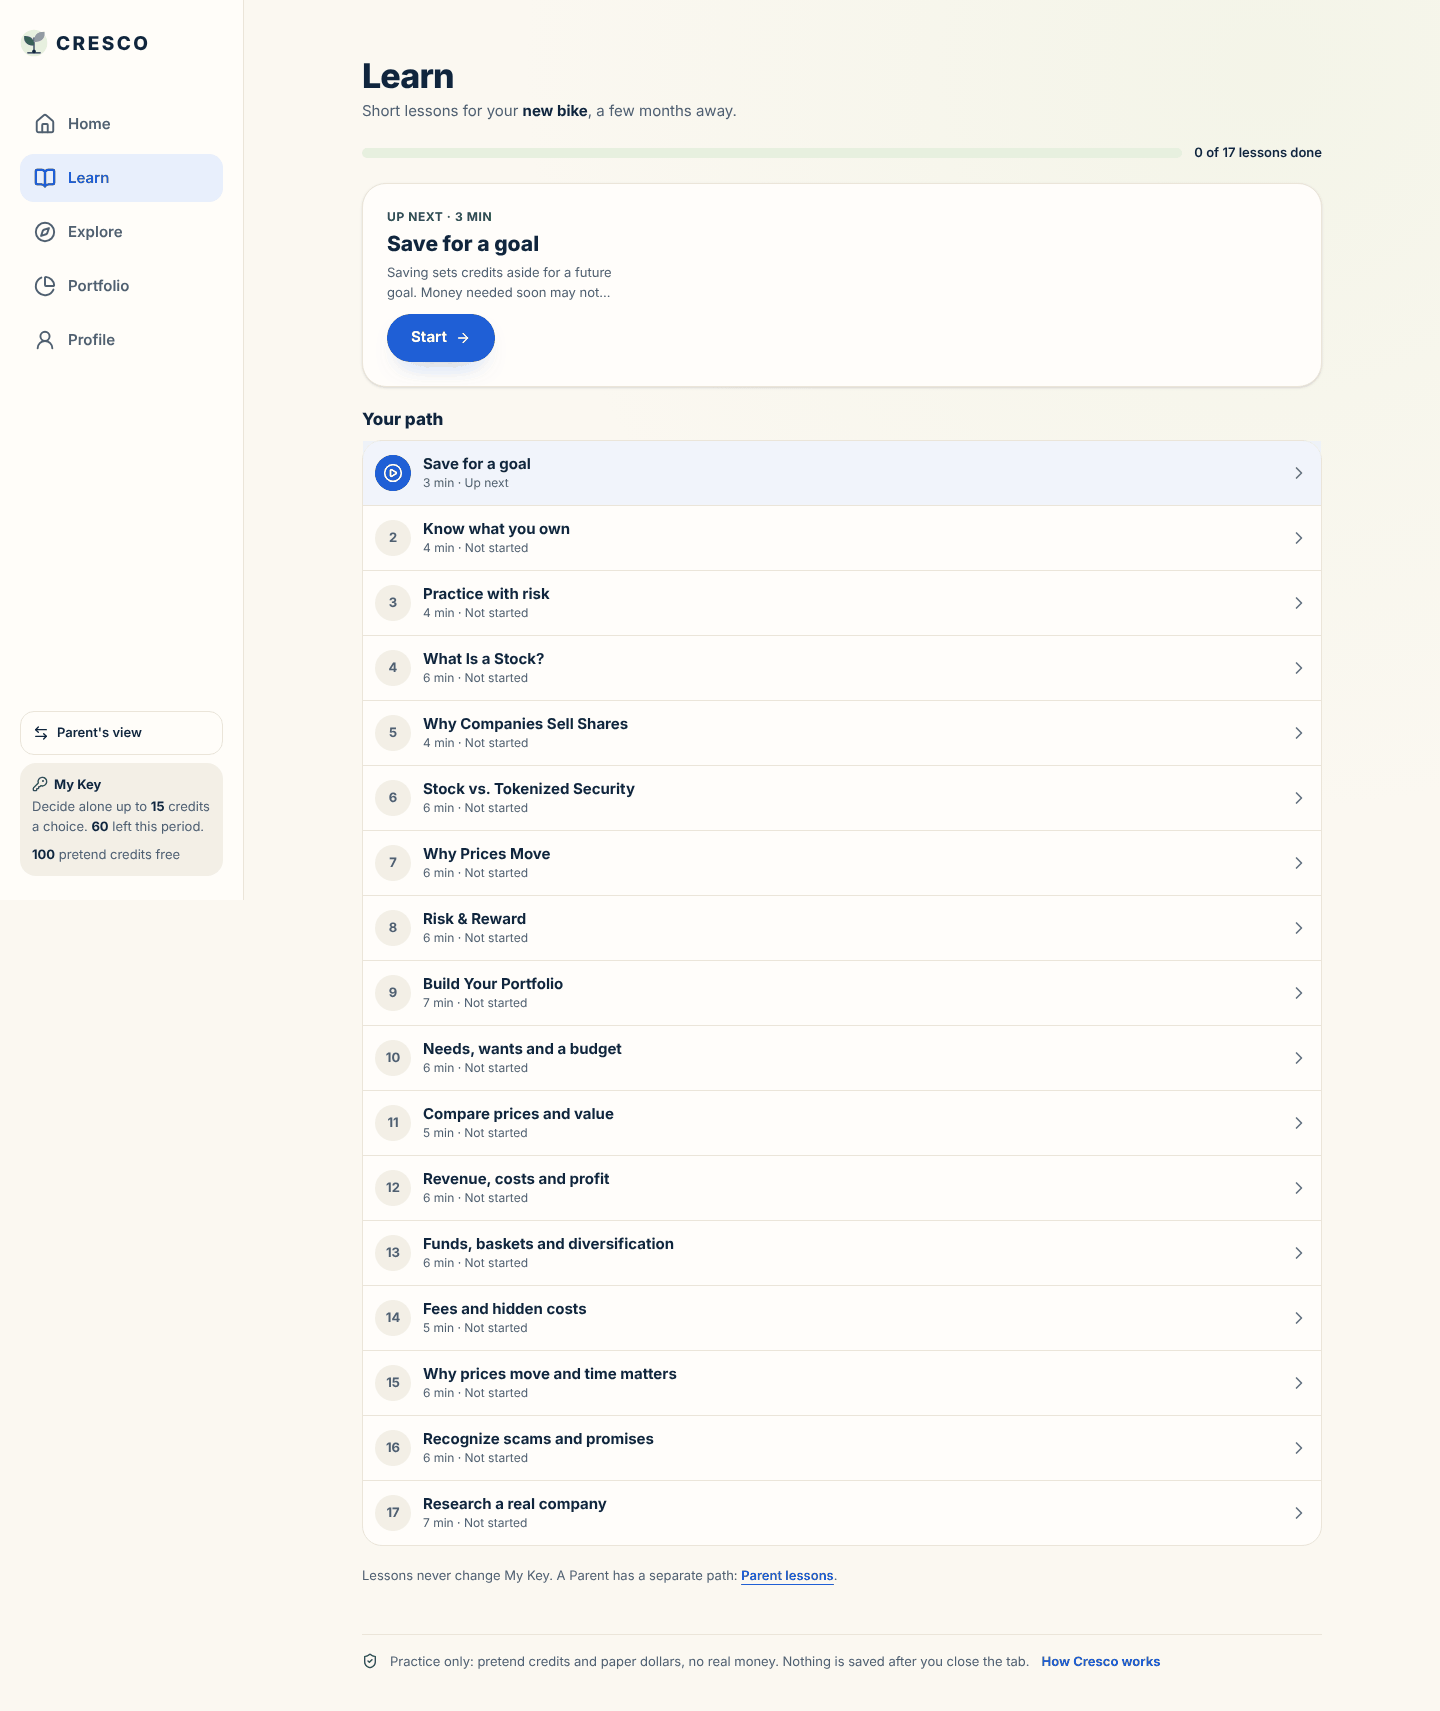 CRESCO
Home
Learn
Explore
Portfolio
Profile
Parent's view
My Key
Decide alone up to 15 credits
a choice. 60 left this period.
100 pretend credits free
Learn
Short lessons for your new bike, a few months away.
0 of 17 lessons done
UP NEXT · 3 MIN
Save for a goal
Saving sets credits aside for a future
goal. Money needed soon may not...
Start
Your path
Save for a goal
3 min · Up next
2
Know what you own
4 min · Not started
3
Practice with risk
4 min · Not started
4
What Is a Stock?
6 min · Not started
5
Why Companies Sell Shares
4 min · Not started
6
Stock vs. Tokenized Security
6 min · Not started
7
Why Prices Move
6 min · Not started
8
Risk & Reward
6 min · Not started
9
Build Your Portfolio
7 min · Not started
10
Needs, wants and a budget
6 min · Not started
11
Compare prices and value
5 min · Not started
12
Revenue, costs and profit
6 min · Not started
13
Funds, baskets and diversification
6 min · Not started
14
Fees and hidden costs
5 min · Not started
15
Why prices move and time matters
6 min · Not started
16
Recognize scams and promises
6 min · Not started
17
Research a real company
7 min · Not started
Lessons never change My Key. A Parent has a separate path: Parent lessons.
Practice only: pretend credits and paper dollars, no real money. Nothing is saved after you close the tab. How Cresco works